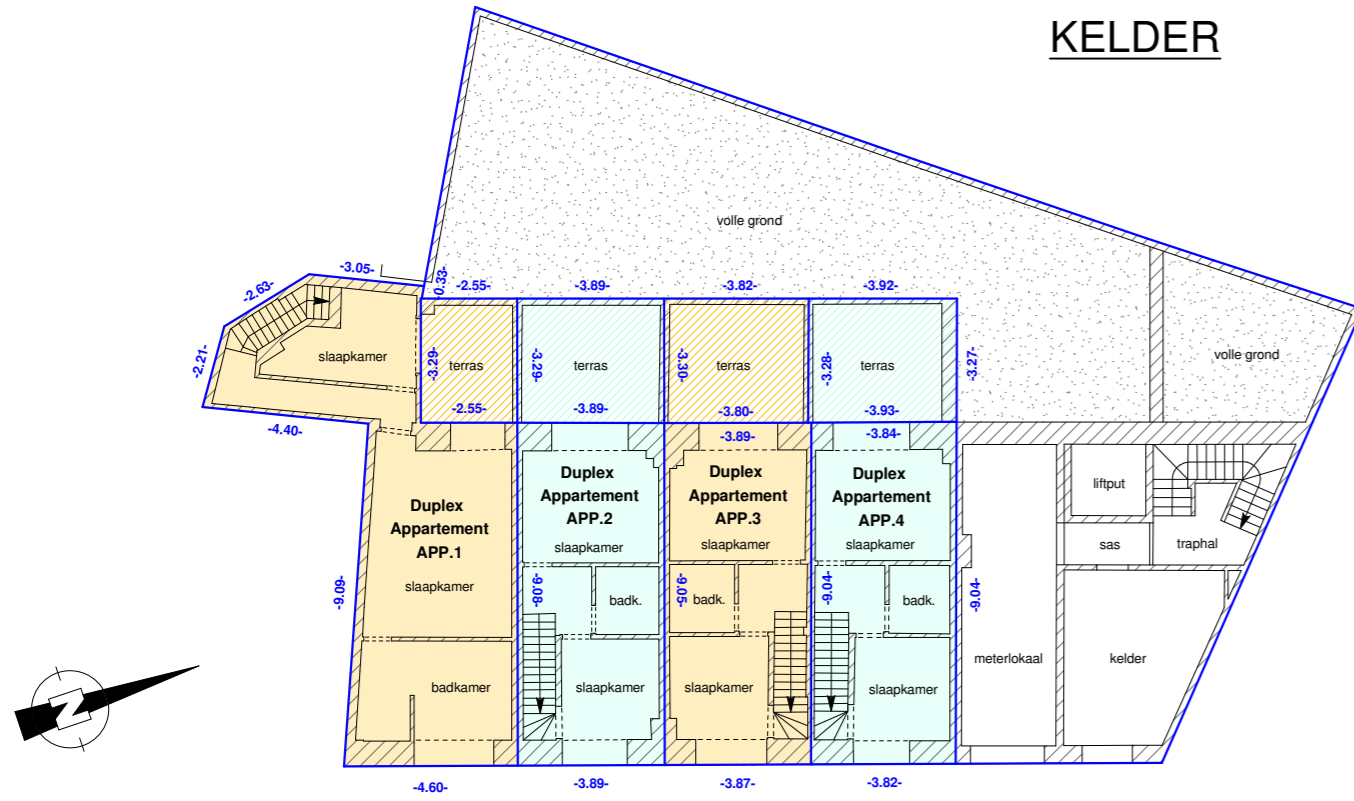 KELDER
volle grond
-3.05-
-2.63-
-0.33-
-2.55-
-3.89-
-3.82-
-3.92-
-2.21-
slaapkamer
-3.29-
terras
-3.29-
terras
-3.30-
terras
-3.28-
terras
-3.27-
volle grond
-2.55-
-3.89-
-3.80-
-3.93-
-4.40-
-3.89-
-3.84-
Duplex
Appartement
APP.1
slaapkamer
Duplex
Appartement
APP.2
slaapkamer
Duplex
Appartement
APP.3
slaapkamer
Duplex
Appartement
APP.4
slaapkamer
liftput
sas
traphal
-9.09-
-9.08-
badk.
-9.05-
badk.
-9.04-
badk.
-9.04-
meterlokaal
kelder
badkamer
slaapkamer
slaapkamer
slaapkamer
N
-4.60-
-3.89-
-3.87-
-3.82-